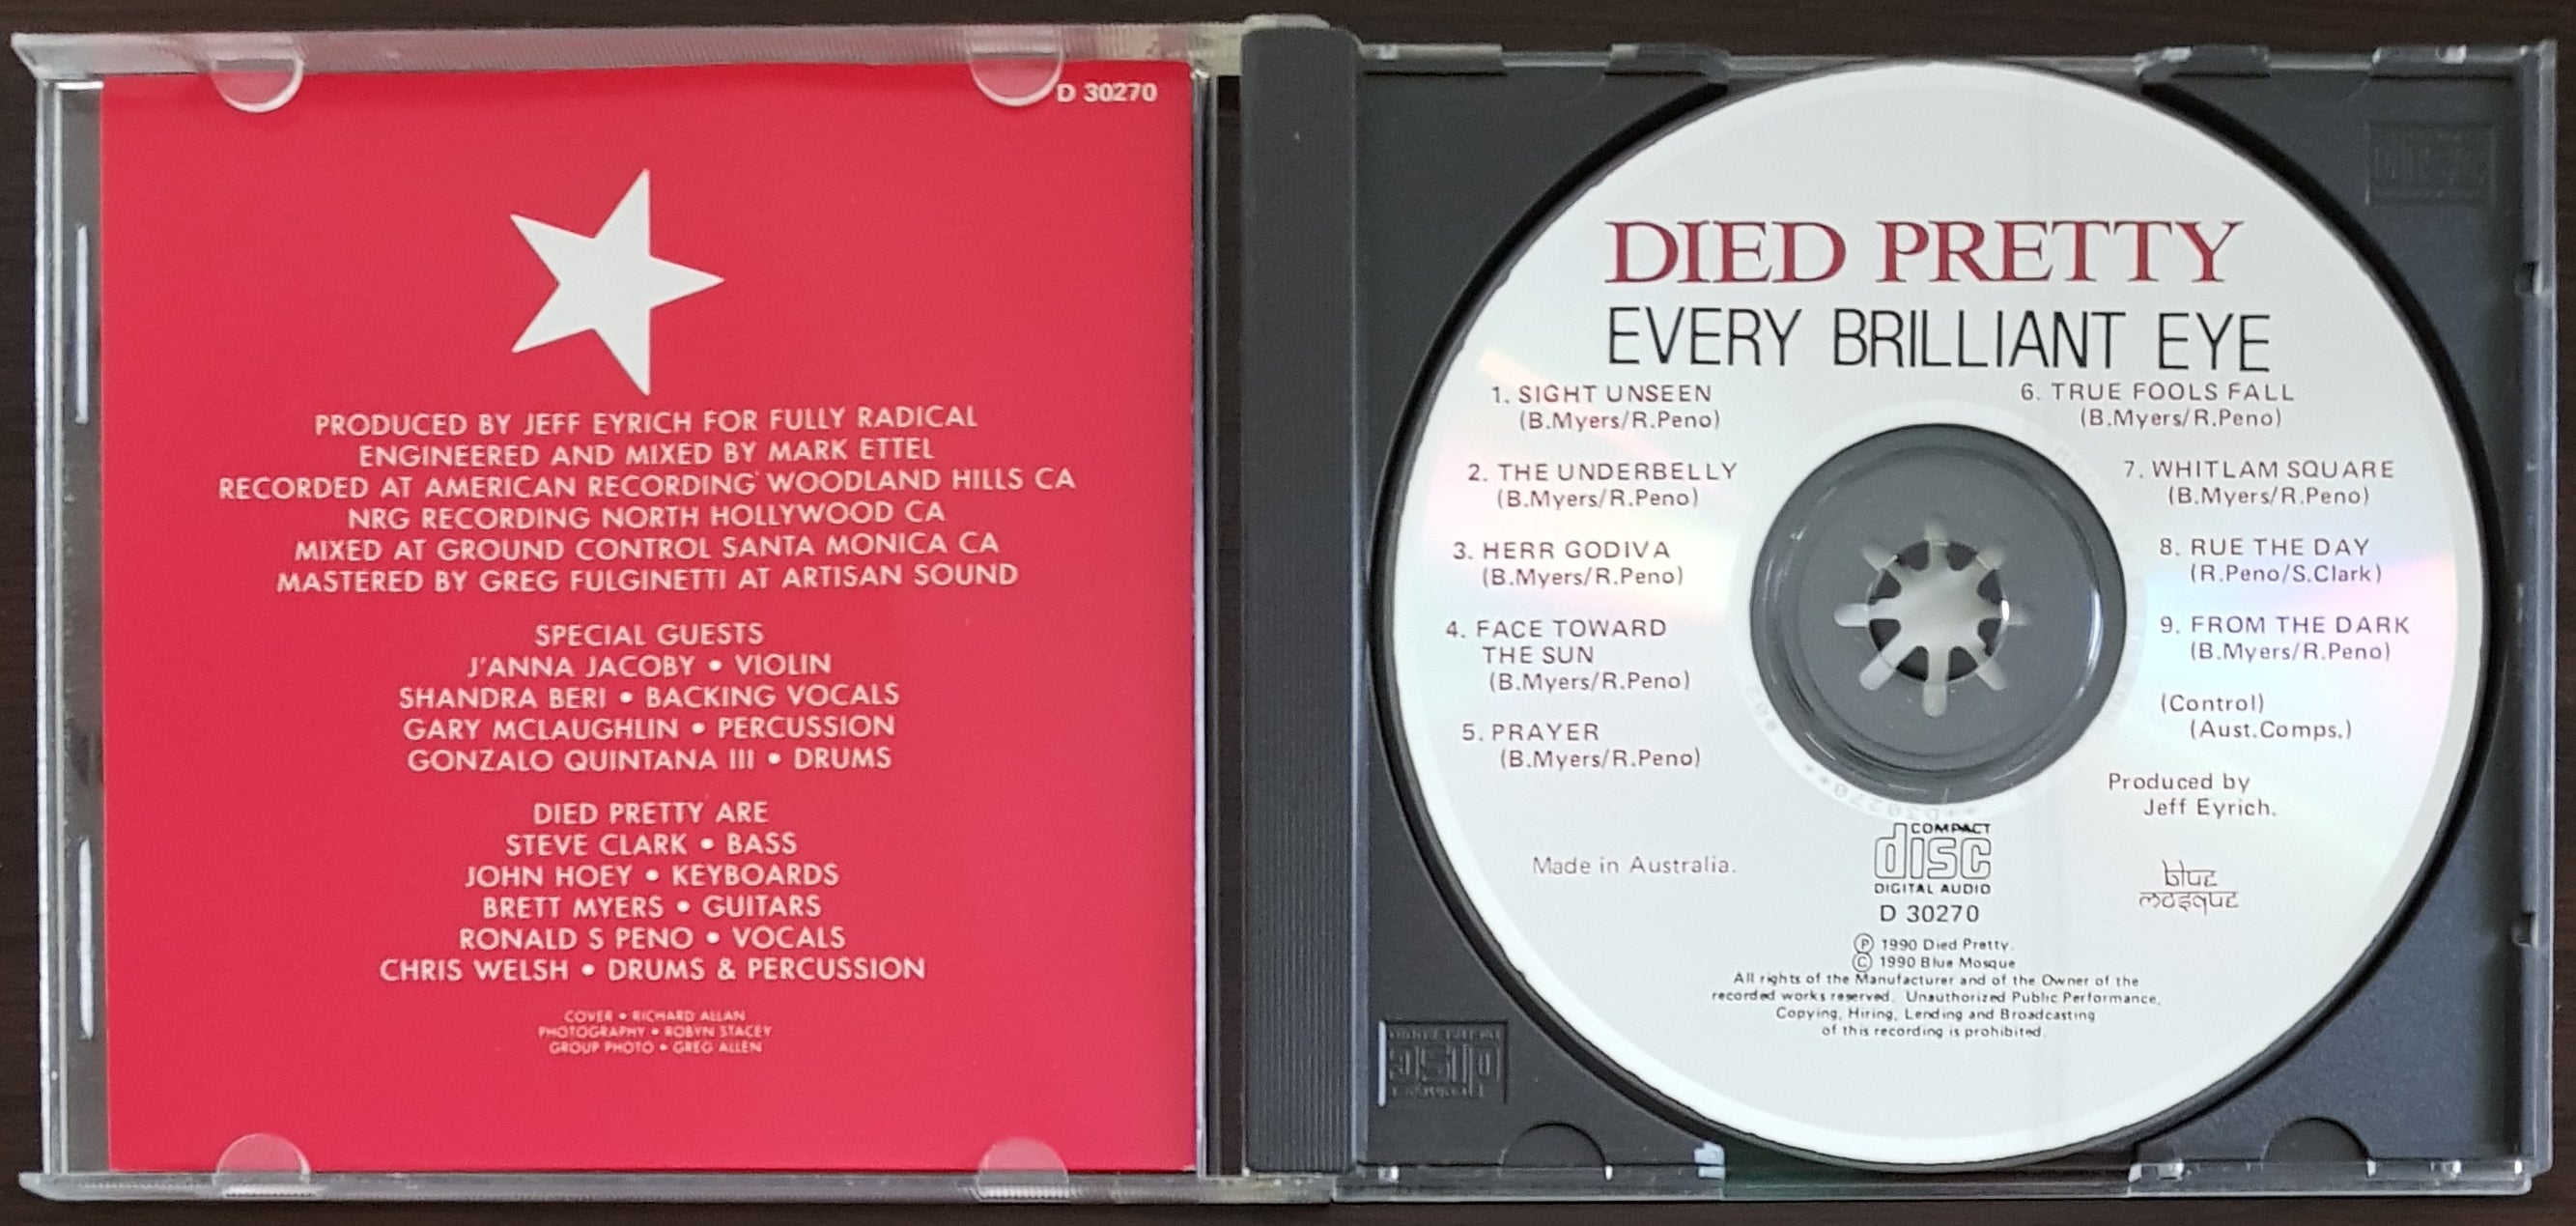 D 30270
PRODUCED BY JEFF EYRICH FOR FULLY RADICAL
ENGINEERED AND MIXED BY MARK ETTEL
RECORDED AT AMERICAN RECORDING WOODLAND HILLS CA
NRG RECORDING NORTH HOLLYWOOD CA
MIXED AT GROUND CONTROL SANTA MONICA CA
MASTERED BY GREG FULGINETTI AT ARTISAN SOUND
SPECIAL GUESTS
J'ANNA JACOBY • VIOLIN
SHANDRA BERI • BACKING VOCALS
GARY MCLAUGHLIN • PERCUSSION
GONZALO QUINTANA III • DRUMS
DIED PRETTY ARE
STEVE CLARK • BASS
JOHN HOEY • KEYBOARDS
BRETT MYERS • GUITARS
RONALD S PENO • VOCALS
CHRIS WELSH • DRUMS & PERCUSSION
COVER • RICHARD ALLAN
PHOTOGRAPHY • ROBYN STACEY
GROUP PHOTO • GREG ALLEN
DIED PRETTY
EVERY BRILLIANT EYE
1. SIGHT UNSEEN
(B.Myers/R.Peno)
2. THE UNDERBELLY
(B.Myers/R.Peno)
3. HERR GODIVA
(B.Myers/R.Peno)
4. FACE TOWARD
THE SUN
(B.Myers/R.Peno)
5. PRAYER
(B.Myers/R.Peno)
6. TRUE FOOLS FALL
(B.Myers/R.Peno)
7. WHITLAM SQUARE
(B.Myers/R.Peno)
8. RUE THE DAY
(R.Peno/S.Clark)
9. FROM THE DARK
(B.Myers/R.Peno)
(Control)
(Aust.Comps.)
Produced by
Jeff Eyrich.
Made in Australia.
COMPACT
disc
DIGITAL AUDIO
D 30270
blue
mosque
Ⓟ 1990 Died Pretty.
© 1990 Blue Mosque
All rights of the Manufacturer and of the Owner of the
recorded works reserved. Unauthorized Public Performance,
Copying, Hiring, Lending and Broadcasting
of this recording is prohibited.